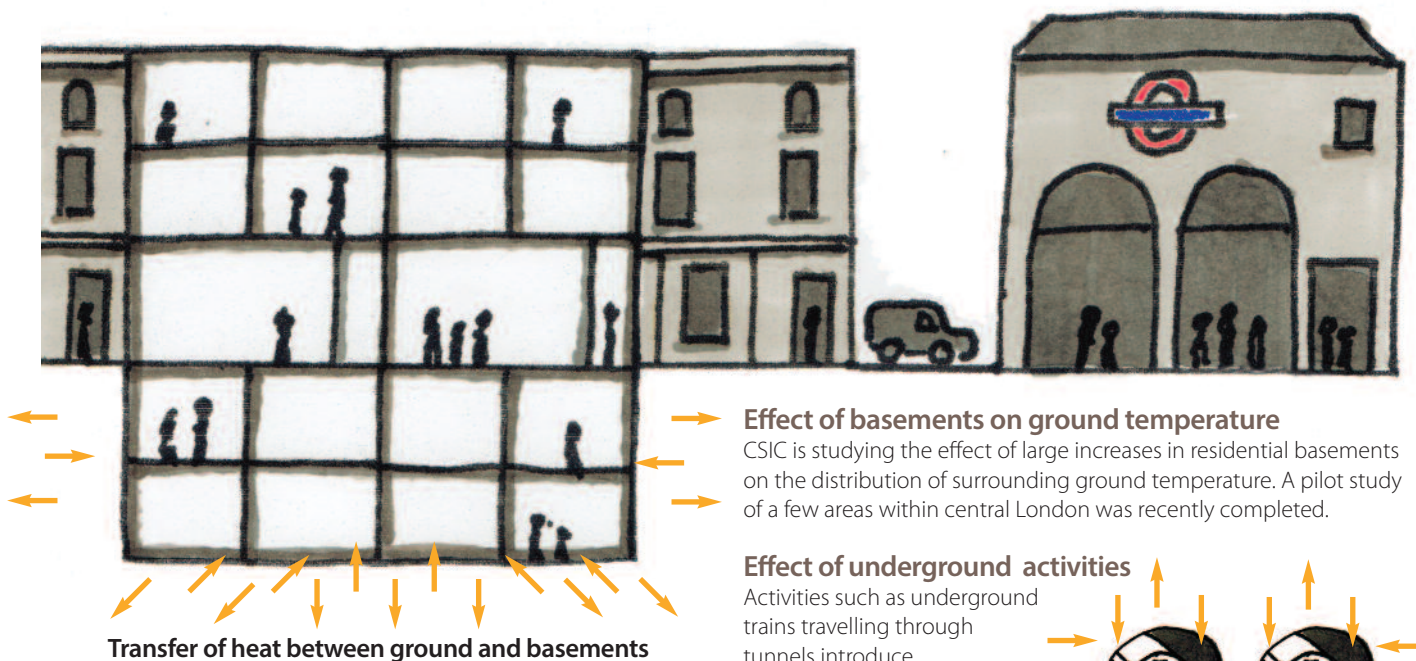 Effect of basements on ground temperature
CSIC is studying the effect of large increases in residential basements
on the distribution of surrounding ground temperature. A pilot study
of a few areas within central London was recently completed.
Effect of underground activities
Activities such as underground
trains travelling through
tunnels introduce
Transfer of heat between ground and basements